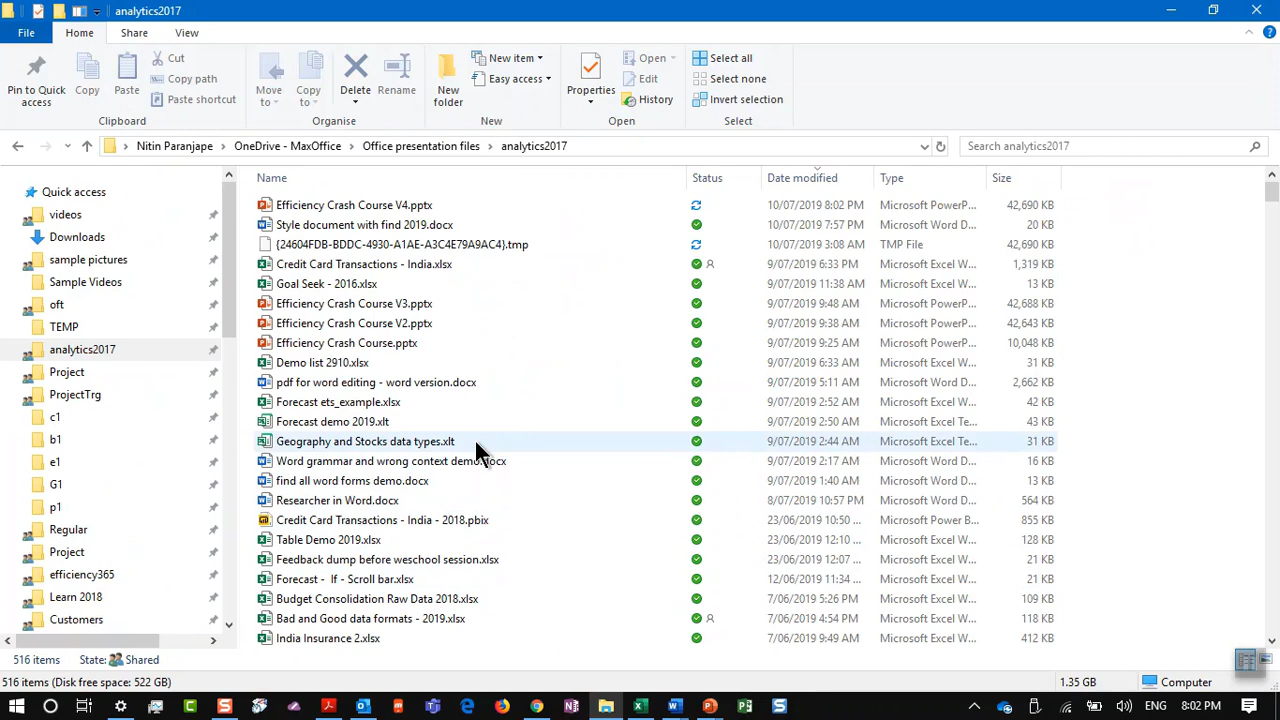 analytics2017
File Home Share View
Pin to Quick access
Copy
Paste
Cut
Copy path
Paste shortcut
Clipboard
Move to
Copy to
Delete
Rename
Organise
New folder
New item
Easy access
New
Properties
Open
Edit
History
Open
Select all
Select none
Invert selection
Select
Nitin Paranjape OneDrive - MaxOffice Office presentation files analytics2017
Search analytics2017
Quick access
videos
Downloads
sample pictures
Sample Videos
oft
TEMP
analytics2017
Project
ProjectTrg
c1
b1
e1
G1
p1
Regular
Project
efficiency365
Learn 2018
Customers
Name Status Date modified Type Size
Efficiency Crash Course V4.pptx 10/07/2019 8:02 PM Microsoft PowerP... 42,690 KB
Style document with find 2019.docx 10/07/2019 7:57 PM Microsoft Word D... 20 KB
{24604FDB-BDDC-4930-A1AE-A3C4E79A9AC4}.tmp 10/07/2019 3:08 AM TMP File 42,690 KB
Credit Card Transactions - India.xlsx 9/07/2019 6:33 PM Microsoft Excel W... 1,319 KB
Goal Seek - 2016.xlsx 9/07/2019 11:38 AM Microsoft Excel W... 13 KB
Efficiency Crash Course V3.pptx 9/07/2019 9:48 AM Microsoft PowerP... 42,688 KB
Efficiency Crash Course V2.pptx 9/07/2019 9:38 AM Microsoft PowerP... 42,643 KB
Efficiency Crash Course.pptx 9/07/2019 9:25 AM Microsoft PowerP... 10,048 KB
Demo list 2910.xlsx 9/07/2019 6:33 AM Microsoft Excel W... 31 KB
pdf for word editing - word version.docx 9/07/2019 5:11 AM Microsoft Word D... 2,662 KB
Forecast ets_example.xlsx 9/07/2019 2:52 AM Microsoft Excel W... 42 KB
Forecast demo 2019.xlt 9/07/2019 2:50 AM Microsoft Excel Te... 43 KB
Geography and Stocks data types.xlt 9/07/2019 2:44 AM Microsoft Excel Te... 31 KB
Word grammar and wrong context demo.docx 9/07/2019 2:17 AM Microsoft Word D... 16 KB
find all word forms demo.docx 9/07/2019 1:40 AM Microsoft Word D... 13 KB
Researcher in Word.docx 8/07/2019 10:57 PM Microsoft Word D... 564 KB
Credit Card Transactions - India - 2018.pbix 23/06/2019 10:50 ... Microsoft Power B... 855 KB
Table Demo 2019.xlsx 23/06/2019 12:10 ... Microsoft Excel W... 128 KB
Feedback dump before weschool session.xlsx 23/06/2019 12:07 ... Microsoft Excel W... 21 KB
Forecast - If - Scroll bar.xlsx 12/06/2019 11:34 ... Microsoft Excel W... 21 KB
Budget Consolidation Raw Data 2018.xlsx 7/06/2019 5:26 PM Microsoft Excel W... 109 KB
Bad and Good data formats - 2019.xlsx 7/06/2019 4:54 PM Microsoft Excel W... 118 KB
India Insurance 2.xlsx 7/06/2019 9:49 AM Microsoft Excel W... 412 KB
516 items State: Shared
516 items (Disk free space: 522 GB) 1.35 GB Computer
8:02 PM